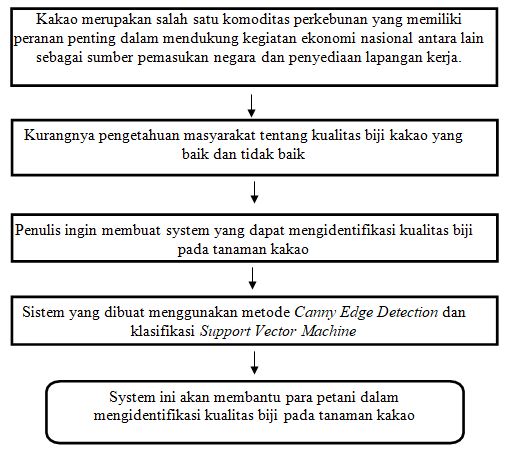 Kakao merupakan salah satu komoditas perkebunan yang memiliki
peranan penting dalam mendukung kegiatan ekonomi nasional antara lain
sebagai sumber pemasukan negara dan penyediaan lapangan kerja.
Kurangnya pengetahuan masyarakat tentang kualitas biji kakao yang
baik dan tidak baik
Penulis ingin membuat system yang dapat mengidentifikasi kualitas biji
pada tanaman kakao
Sistem yang dibuat menggunakan metode Canny Edge Detection dan
klasifikasi Support Vector Machine
System ini akan membantu para petani dalam
mengidentifikasi kualitas biji pada tanaman kakao